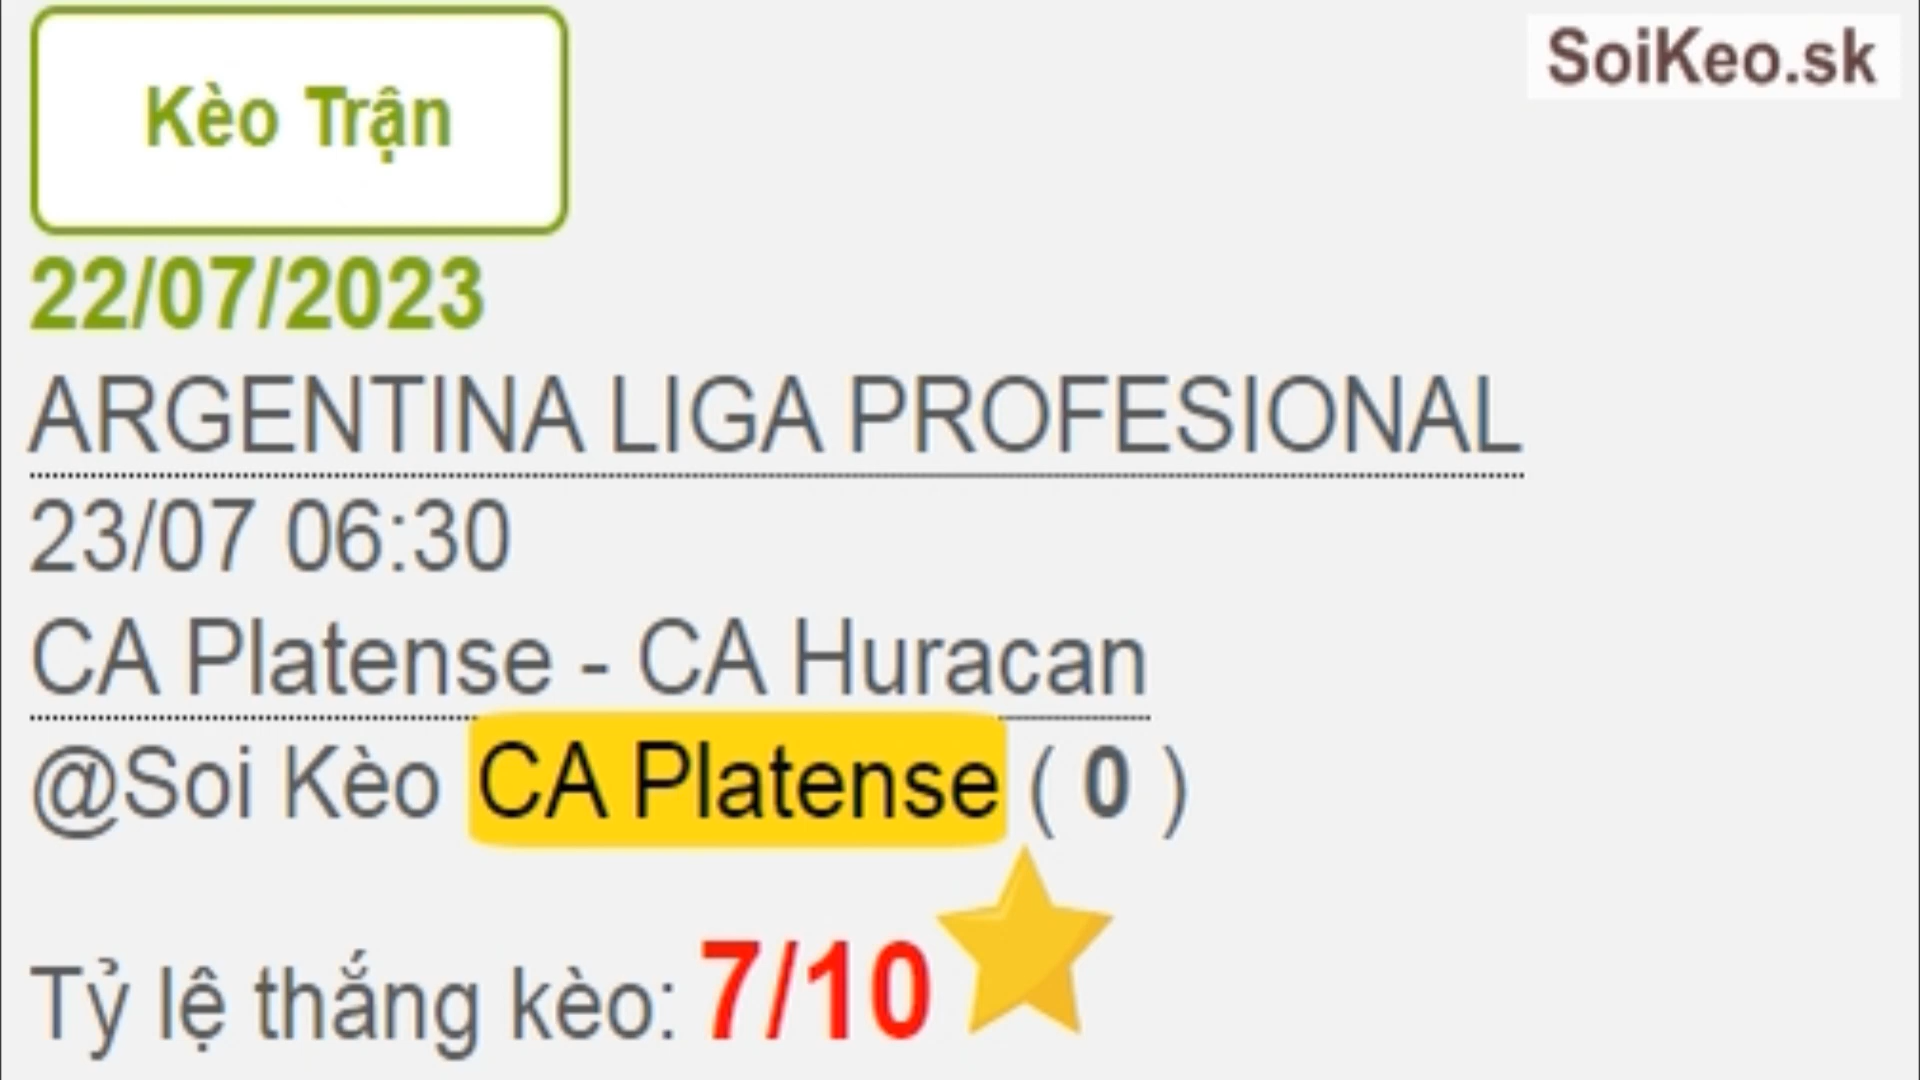 Kèo Trận
SoiKeo.sk
22/07/2023
ARGENTINA LIGA PROFESIONAL
23/07 06:30
CA Platense - CA Huracan
@Soi Kèo CA Platense ( 0 )
Tỷ lệ thắng kèo: 7/10